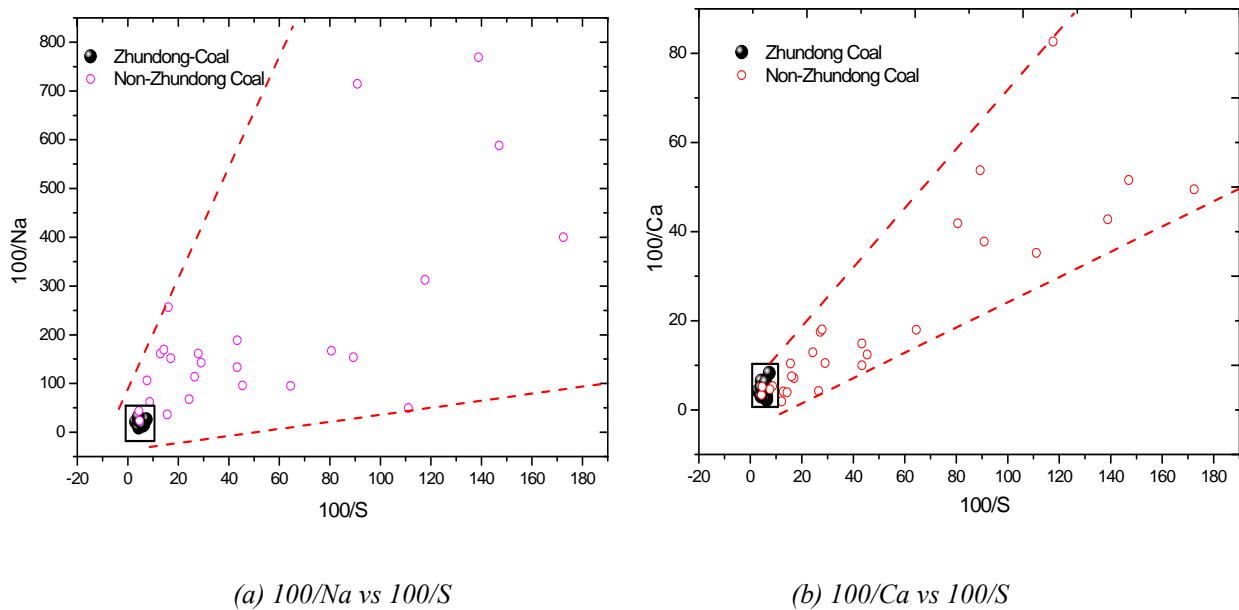 800
700
600
500
400
300
200
100
0
100/Na
Zhundong-Coal
Non-Zhundong Coal
-20 0 20 40 60 80 100 120 140 160 180
100/S
80
60
40
20
0
100/Ca
Zhundong Coal
Non-Zhundong Coal
-20 0 20 40 60 80 100 120 140 160 180
100/S
(a) 100/Na vs 100/S
(b) 100/Ca vs 100/S